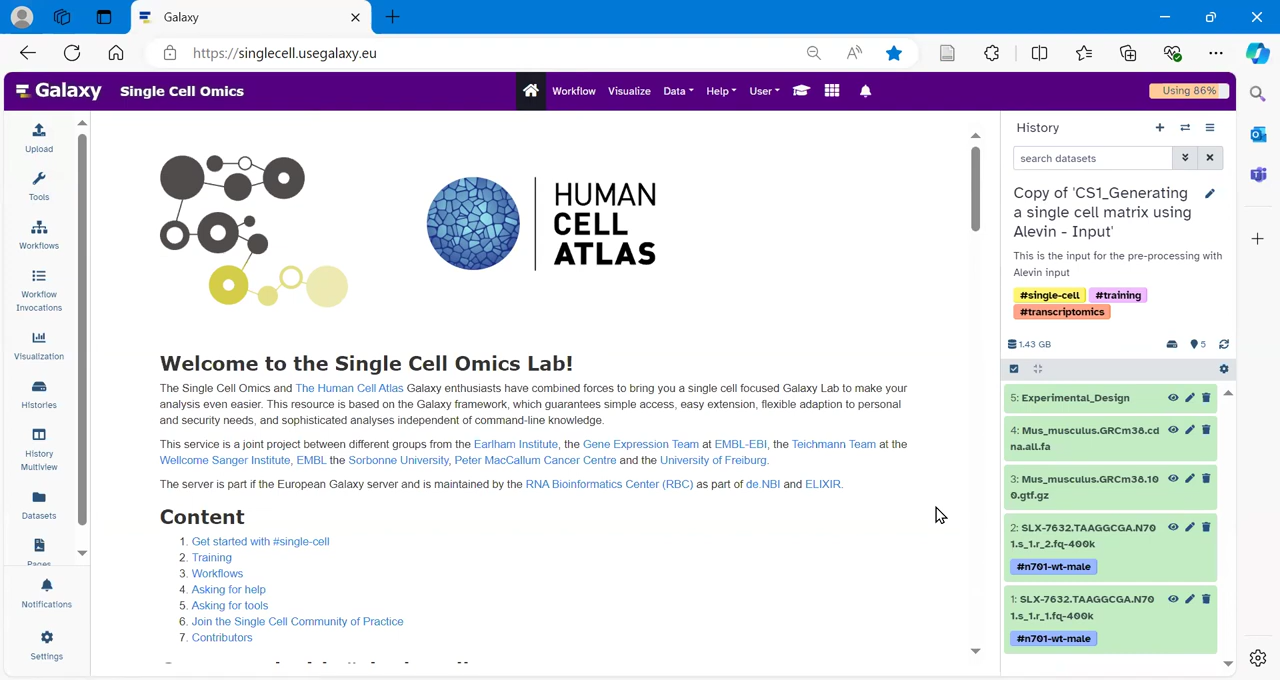 Galaxy
https://singlecell.usegalaxy.eu
Galaxy Single Cell Omics
Workflow Visualize Data Help User
Using 86%
Upload
Tools
Workflows
Workflow
Invocations
Visualization
Histories
History
Multiview
Datasets
Pages
Notifications
Settings
HUMAN
CELL
ATLAS
Welcome to the Single Cell Omics Lab!
The Single Cell Omics and The Human Cell Atlas Galaxy enthusiasts have combined forces to bring you a single cell focused Galaxy Lab to make your
analysis even easier. This resource is based on the Galaxy framework, which guarantees simple access, easy extension, flexible adaption to personal
and security needs, and sophisticated analyses independent of command-line knowledge.
This service is a joint project between different groups from the Earlham Institute, the Gene Expression Team at EMBL-EBI, the Teichmann Team at the
Wellcome Sanger Institute, EMBL the Sorbonne University, Peter MacCallum Cancer Centre and the University of Freiburg.
The server is part if the European Galaxy server and is maintained by the RNA Bioinformatics Center (RBC) as part of de.NBI and ELIXIR.
Content
1. Get started with #single-cell
2. Training
3. Workflows
4. Asking for help
5. Asking for tools
6. Join the Single Cell Community of Practice
7. Contributors
History
search datasets
Copy of 'CS1_Generating
a single cell matrix using
Alevin - Input'
This is the input for the pre-processing with
Alevin input
#single-cell #training
#transcriptomics
1.43 GB 5
5: Experimental_Design
4: Mus_musculus.GRCm38.cd
na.all.fa
3: Mus_musculus.GRCm38.10
0.gtf.gz
2: SLX-7632.TAAGGCGA.N70
1.s_1.r_2.fq-400k
#n701-wt-male
1: SLX-7632.TAAGGCGA.N70
1.s_1.r_1.fq-400k
#n701-wt-male